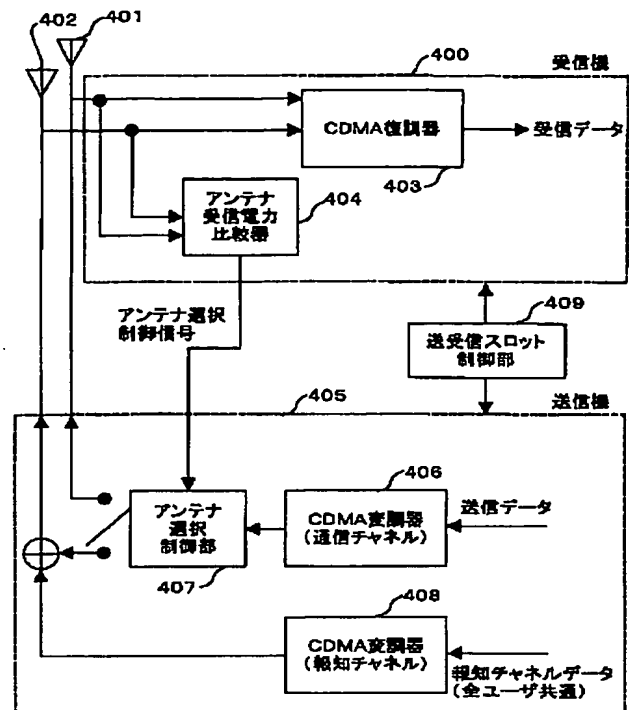 402
401
400
受信機
CDMA復調器
受信データ
403
アンテナ
受信電力
比較器
404
アンテナ選択
制御信号
409
送受信スロット
制御部
405
送信機
406
送信データ
アンテナ
選択
制御部
CDMA変調器
(通信チャネル)
407
408
CDMA変調器
(報知チャネル)
報知チャネルデータ
(全ユーザ共通)